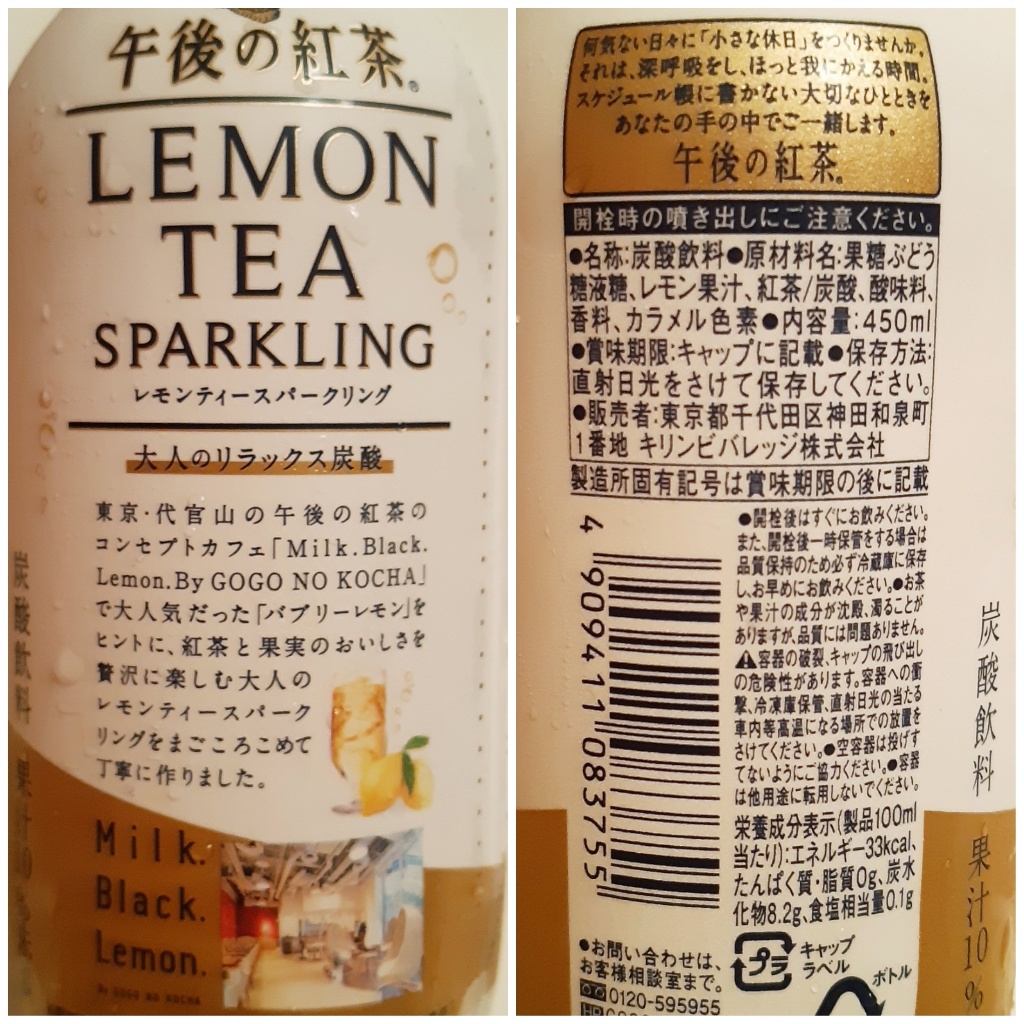 午後の紅茶®
LEMON
TEA
SPARKLING
レモンティースパークリング
大人のリラックス炭酸
東京・代官山の午後の紅茶の
コンセプトカフェ「Milk.Black.
Lemon.By GOGO NO KOCHA」
で大人気だった「バブリーレモン」を
ヒントに、紅茶と果実のおいしさを
贅沢に楽しむ大人の
レモンティースパーク
リングをまごころこめて
丁寧に作りました。
Milk.
Black.
Lemon.
By GOGO NO KOCHA
炭酸飲料 果汁10%
何気ない日々に「小さな休日」をつくりませんか。
それは、深呼吸をし、ほっと我にかえる時間。
スケジュール帳に書かない大切なひとときを
あなたの手の中でご一緒します。
午後の紅茶®
開栓時の噴き出しにご注意ください。
●名称:炭酸飲料●原材料名:果糖ぶどう
糖液糖、レモン果汁、紅茶/炭酸、酸味料、
香料、カラメル色素●内容量:450ml
●賞味期限:キャップに記載●保存方法:
直射日光をさけて保存してください。
●販売者:東京都千代田区神田和泉町
1番地 キリンビバレッジ株式会社
製造所固有記号は賞味期限の後に記載
4 909411 083755
●開栓後はすぐにお飲みください。
また、開栓後一時保管をする場合は
品質保持のため必ず冷蔵庫に保存
し、お早めにお飲みください。●お茶
や果汁の成分が沈殿、濁ることが
ありますが、品質には問題ありません。
⚠容器の破裂、キャップの飛び出し
の危険性があります。容器への衝
撃、冷凍庫保管、直射日光の当たる
車内等高温になる場所での放置を
さけてください。●空容器は投げす
てないようにご協力ください。●容器
は他用途に転用しないでください。
栄養成分表示(製品100ml
当たり):エネルギー33kcal、
たんぱく質・脂質0g、炭水
化物8.2g、食塩相当量0.1g
●お問い合わせは、
お客様相談室まで。
0120-595955
プラ
キャップ
ラベル
ボトル
炭酸飲料 果汁10%